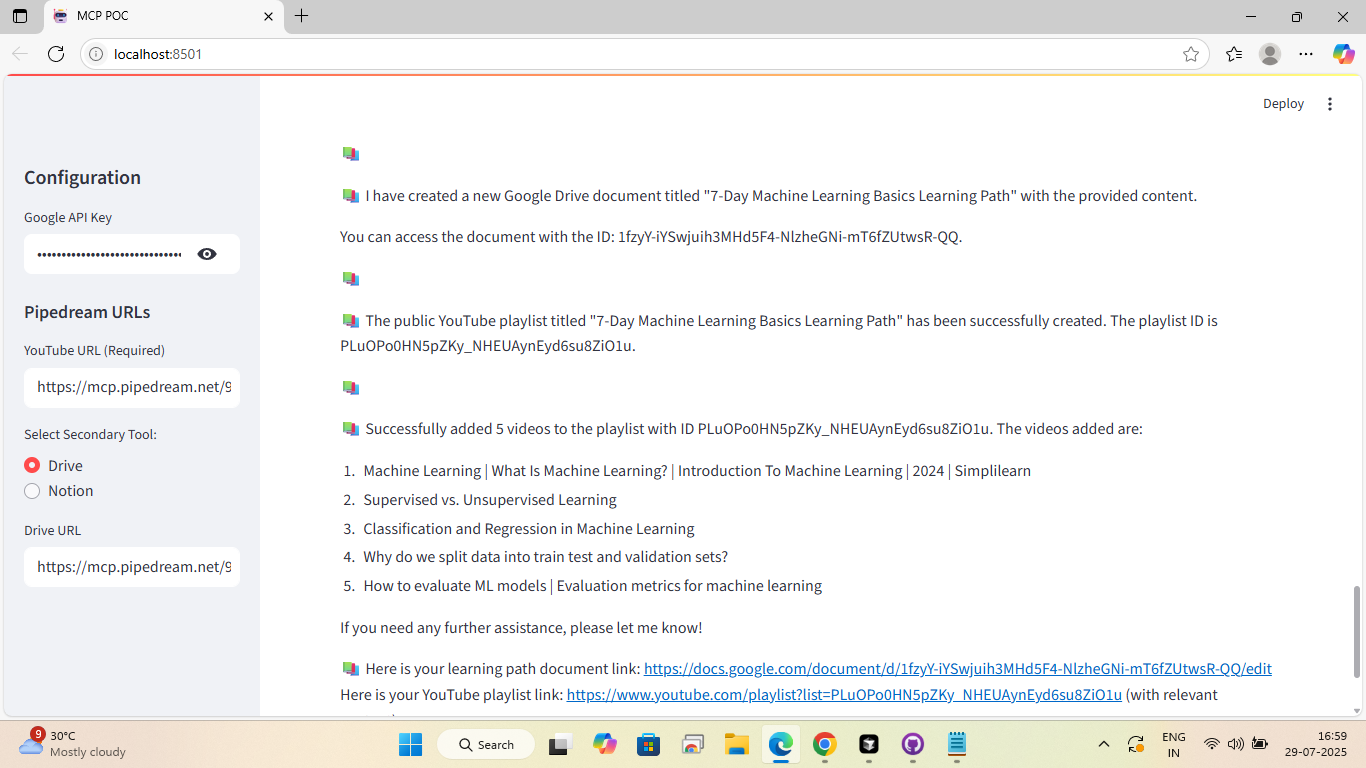 MCP POC
localhost:8501
Deploy
Configuration
Google API Key
Pipedream URLs
YouTube URL (Required)
https://mcp.pipedream.net/9
Select Secondary Tool:
Drive
Notion
Drive URL
https://mcp.pipedream.net/9
I have created a new Google Drive document titled "7-Day Machine Learning Basics Learning Path" with the provided content.
You can access the document with the ID: 1fzyY-iYSwjuih3MHd5F4-NlzheGNi-mT6fZUtwsR-QQ.
The public YouTube playlist titled "7-Day Machine Learning Basics Learning Path" has been successfully created. The playlist ID is
PLuOPo0HN5pZKy_NHEUAynEyd6su8ZiO1u.
Successfully added 5 videos to the playlist with ID PLuOPo0HN5pZKy_NHEUAynEyd6su8ZiO1u. The videos added are:
1. Machine Learning | What Is Machine Learning? | Introduction To Machine Learning | 2024 | Simplilearn
2. Supervised vs. Unsupervised Learning
3. Classification and Regression in Machine Learning
4. Why do we split data into train test and validation sets?
5. How to evaluate ML models | Evaluation metrics for machine learning
If you need any further assistance, please let me know!
Here is your learning path document link: https://docs.google.com/document/d/1fzyY-iYSwjuih3MHd5F4-NlzheGNi-mT6fZUtwsR-QQ/edit
Here is your YouTube playlist link: https://www.youtube.com/playlist?list=PLuOPo0HN5pZKy_NHEUAynEyd6su8ZiO1u (with relevant
9
30°C
Mostly cloudy
Search
ENG
IN
16:59
29-07-2025